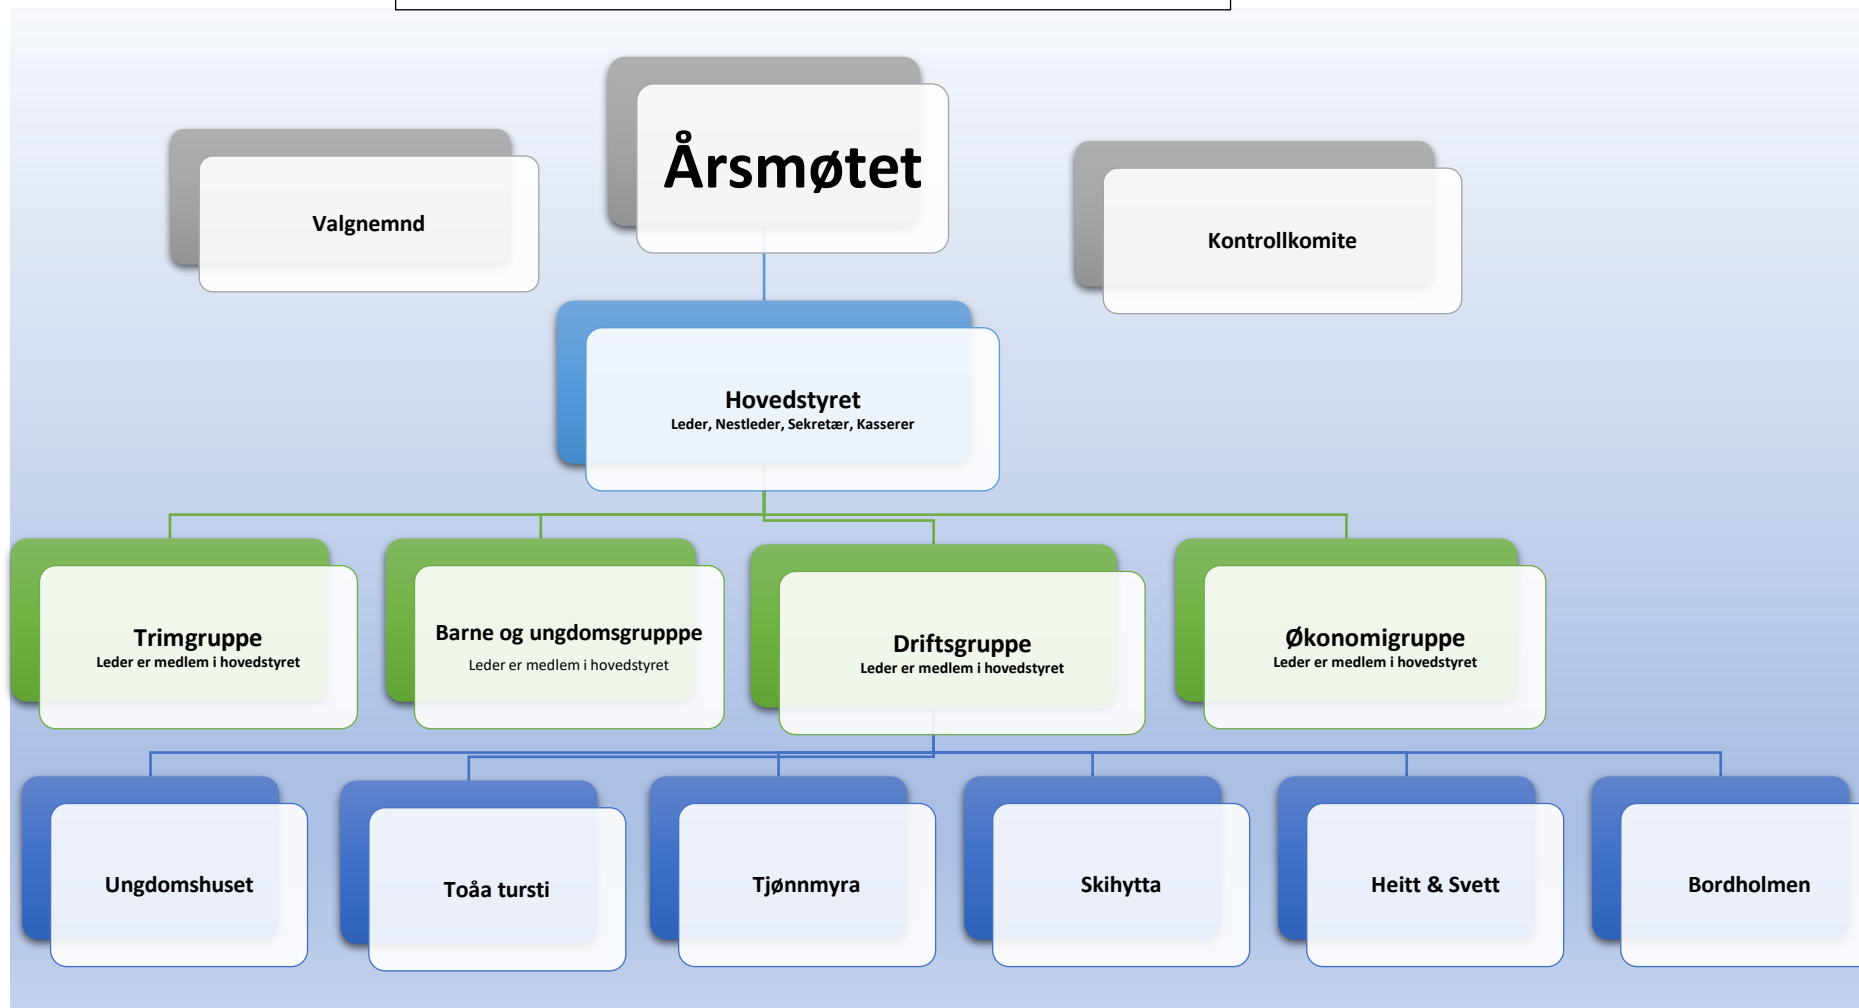 Årsmøtet
Valgnemnd
Kontrollkomite
Hovedstyret
Leder, Nestleder, Sekretær, Kasserer
Trimgruppe
Leder er medlem i hovedstyret
Barne og ungdomsgrupppe
Leder er medlem i hovedstyret
Driftsgruppe
Leder er medlem i hovedstyret
Økonomigruppe
Leder er medlem i hovedstyret
Ungdomshuset
Toåa tursti
Tjønnmyra
Skihytta
Heitt & Svett
Bordholmen